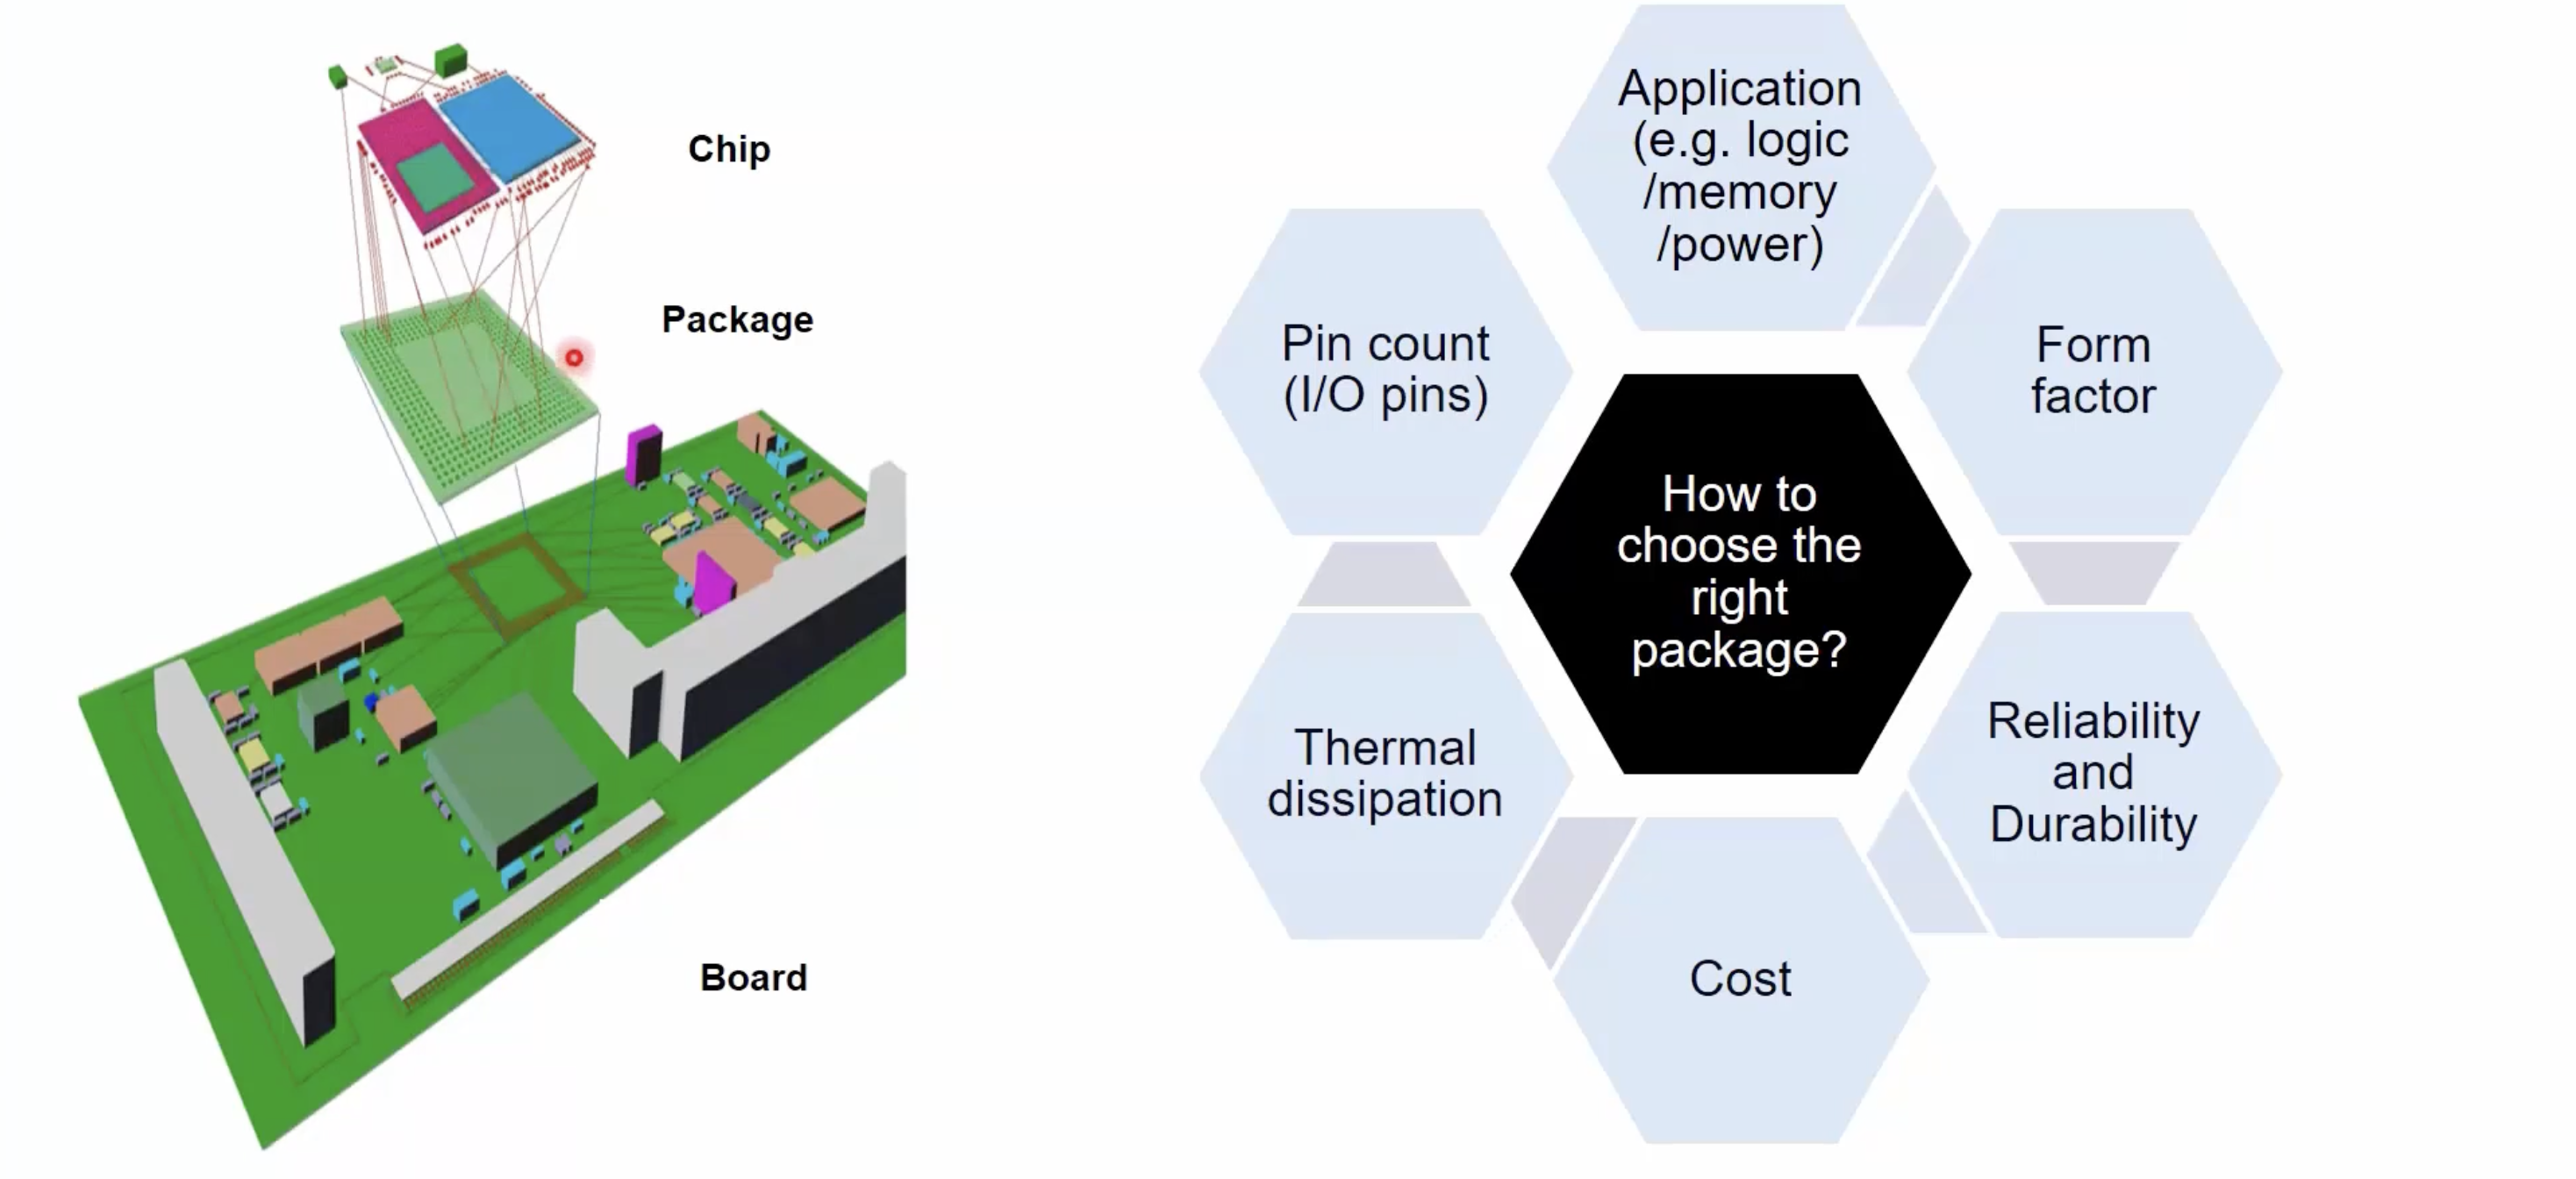 Chip
Package
Board
Application
(e.g. logic
/memory
/power)
Form
factor
Reliability
and
Durability
Cost
Thermal
dissipation
Pin count
(I/O pins)
How to
choose the
right
package?